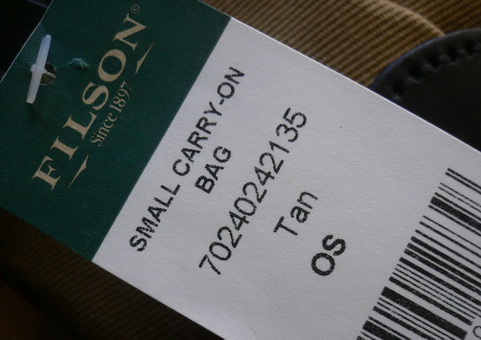 FILSON
Since 1897
SMALL CARRY-ON
BAG
70240242135
Tan
OS